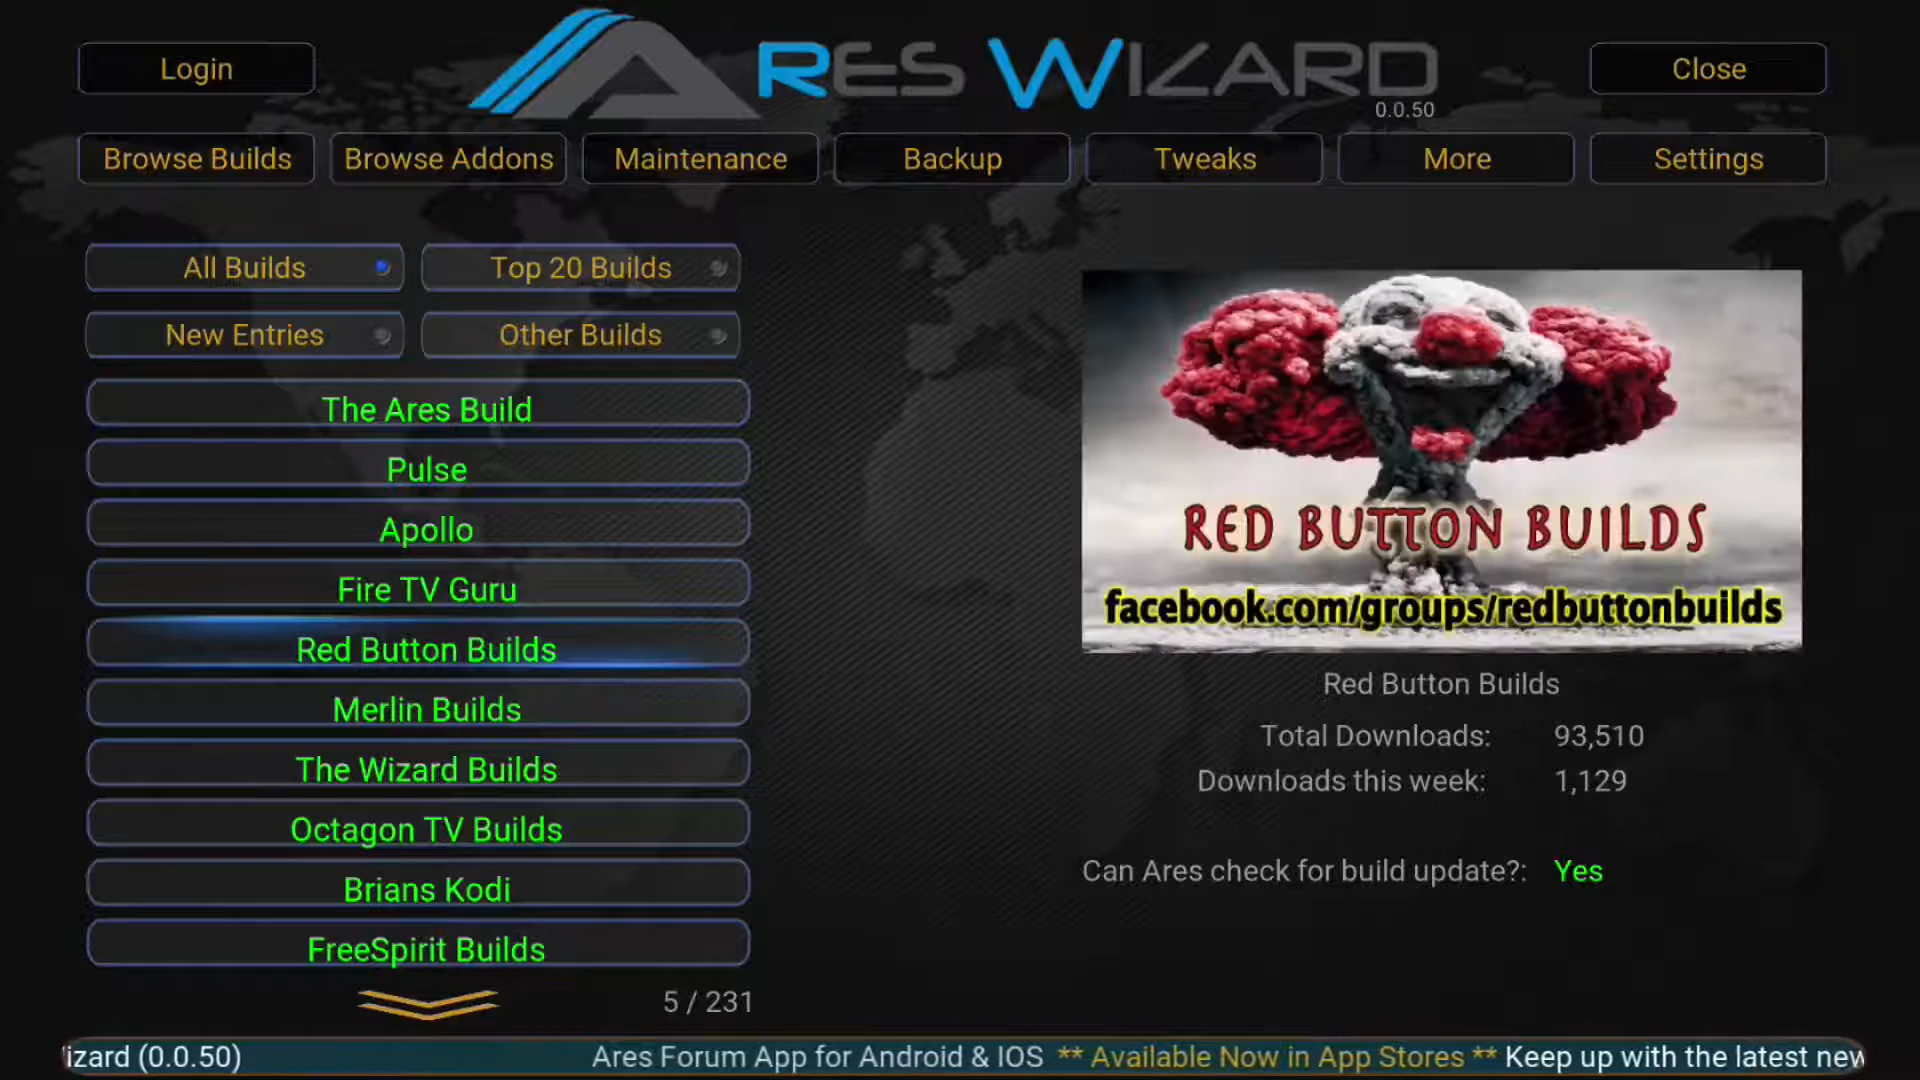 Login
ARES WIZARD
0.0.50
Close
Browse Builds
Browse Addons
Maintenance
Backup
Tweaks
More
Settings
All Builds
Top 20 Builds
New Entries
Other Builds
The Ares Build
Pulse
Apollo
Fire TV Guru
Red Button Builds
Merlin Builds
The Wizard Builds
Octagon TV Builds
Brians Kodi
FreeSpirit Builds
5 / 231
RED BUTTON BUILDS
facebook.com/groups/redbuttonbuilds
Red Button Builds
Total Downloads: 93,510
Downloads this week: 1,129
Can Ares check for build update?: Yes
izard (0.0.50) Ares Forum App for Android & IOS ** Available Now in App Stores ** Keep up with the latest new